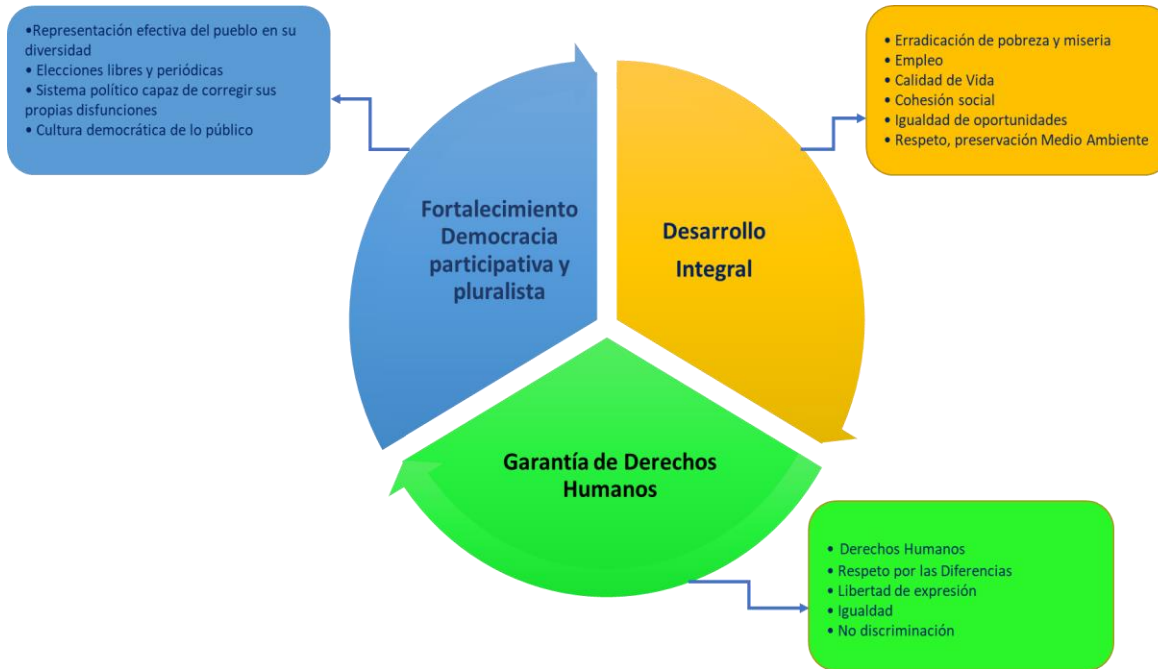 •Representación efectiva del pueblo en su
diversidad
• Elecciones libres y periódicas
• Sistema político capaz de corregir sus
propias disfunciones
• Cultura democrática de lo público
• Erradicación de pobreza y miseria
• Empleo
• Calidad de Vida
• Cohesión social
• Igualdad de oportunidades
• Respeto, preservación Medio Ambiente
Fortalecimiento
Democracia
participativa y
pluralista
Desarrollo
Integral
Garantía de Derechos
Humanos
• Derechos Humanos
• Respeto por las Diferencias
• Libertad de expresión
• Igualdad
• No discriminación